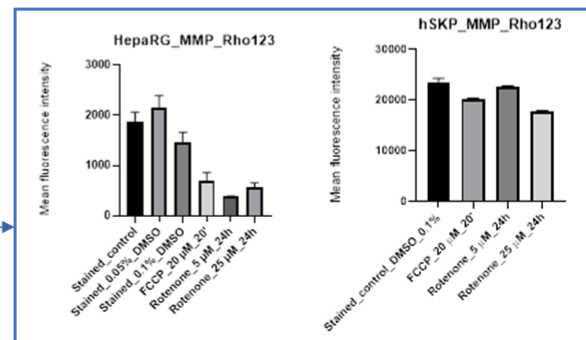 HepaRG_MMP_Rho123
Mean fluorescence intensity
3000
2000
1000
0
Stained_control
Stained_0.05%_DMSO
Stained_0.1%_DMSO
FCCP_20 µM_20'
Rotenone_5 µM_24h
Rotenone_25 µM_24h
hSKP_MMP_Rho123
Mean fluorescence intensity
30000
20000
10000
0
Stained_control_DMSO_0.1%
FCCP_20 µM_20'
Rotenone_5 µM_24h
Rotenone_25 µM_24h